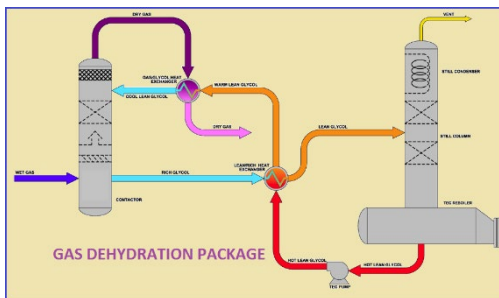 DRY GAS
VENT
GAS/GLYCOL HEAT
EXCHANGER
COOL LEAN GLYCOL
WARM LEAN GLYCOL
STILL CONDENSER
DRY GAS
LEAN GLYCOL
STILL COLUMN
LEAN/RICH HEAT
EXCHANGER
WET GAS
RICH GLYCOL
CONTACTOR
TEG REBOILER
GAS DEHYDRATION PACKAGE
HOT LEAN GLYCOL
HOT LEAN GLYCOL
TEG PUMP